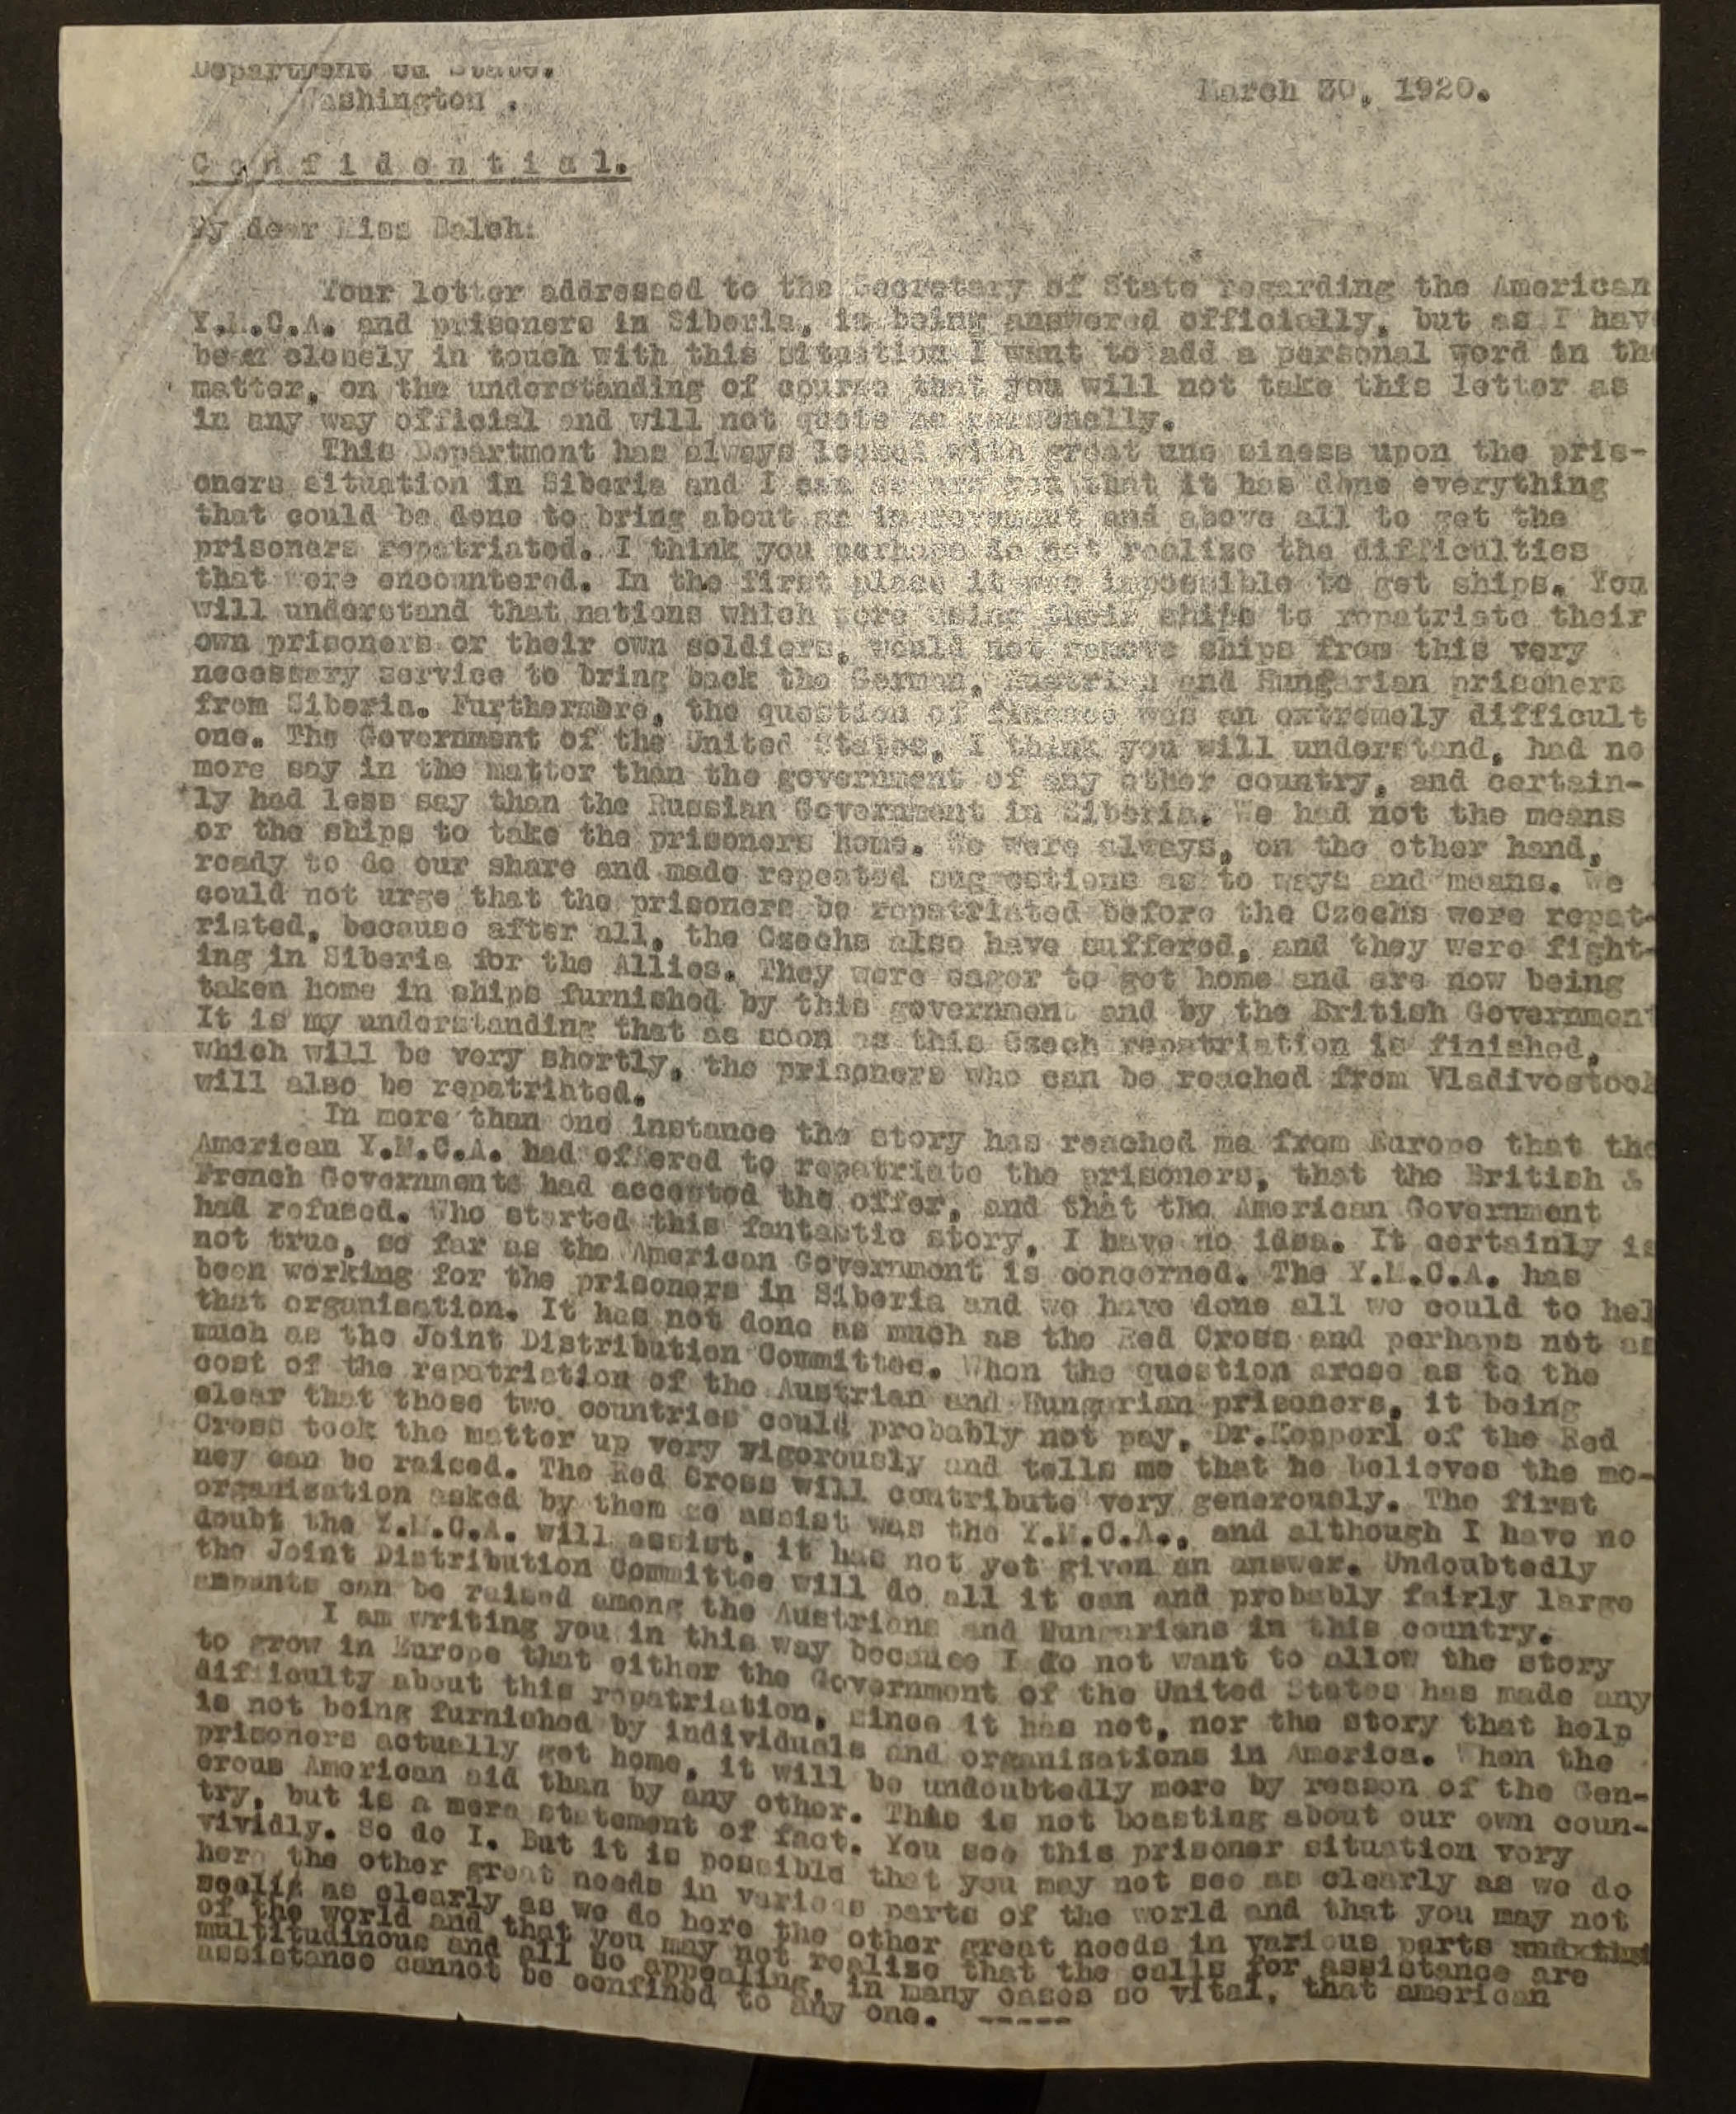 Department of State.
Washington .
March 30, 1920.
C o n f i d e n t i a l.
My dear Miss Balch:
Your letter addressed to the Secretary of State regarding the American
Y.M.C.A. and prisoners in Siberia, is being answered officially, but as I hav
been closely in touch with this situation I want to add a personal word in the
matter, on the understanding of course that you will not take this letter as
in any way official and will not quote me personally.
This Department has always looked with great une siness upon the pris-
oners situation in Siberia and I can assure you that it has done everything
that could be done to bring about an improvement and above all to get the
prisoners repatriated. I think you perhaps do not realize the difficulties
that were encountered. In the first place it was impossible to get ships. You
will understand that nations which were using their ships to repatriate their
own prisoners or their own soldiers, would not remove ships from this very
necessary service to bring back the German, Austrian and Hungarian prisoners
from Siberia. Furthermore, the question of finance was an extremely difficult
one. The Government of the United States, I think you will understand, had no
more say in the matter than the government of any other country, and certain-
ly had less say than the Russian Government in Siberia. We had not the means
or the ships to take the prisoners home. We were always, on the other hand,
ready to do our share and made repeated suggestions as to ways and means. We
could not urge that the prisoners be repatriated before the Czechs were repat-
riated, because after all, the Czechs also have suffered, and they were fight-
ing in Siberia for the Allies. They were eager to get home and are now being
taken home in ships furnished by this government and by the British Government
It is my understanding that as soon as this Czech repatriation is finished,
which will be very shortly, the prisoners who can be reached from Vladivostock
will also be repatriated.
In more than one instance the story has reached me from Europe that the
American Y.M.C.A. had offered to repatriate the prisoners, that the British &
French Governments had accepted the offer, and that the American Government
had refused. Who started this fantastic story, I have no idea. It certainly is
not true, so far as the American Government is concerned. The Y.M.C.A. has
been working for the prisoners in Siberia and we have done all we could to hel
that organisation. It has not done as much as the Red Cross and perhaps not as
much as the Joint Distribution Committee. When the question arose as to the
cost of the repatriation of the Austrian and Hungarian prisoners, it being
clear that those two countries could probably not pay, Dr. of the Red
Cross took the matter up very vigorously and tells me that he believes the mo-
ney can be raised. The Red Cross will contribute very generously. The first
organisation asked by them to assist was the Y.M.C.A., and although I have no
doubt the Y.M.C.A. will assist, it has not yet given an answer. Undoubtedly
the Joint Distribution Committee will do all it can and probably fairly large
amounts can be raised among the Austrians and Hungarians in this country.
I am writing you in this way because I do not want to allow the story
to grow in Europe that either the Government of the United States has made any
difficulty about this repatriation, since it has not, nor the story that help
is not being furnished by individuals and organisations in America. When the
prisoners actually get home, it will be undoubtedly more by reason of the Gen-
erous American aid than by any other. This is not boasting about our own coun-
try, but is a mere statement of fact. You see this prisoner situation very
vividly. So do I. But it is possible that you may not see as clearly as we do
here the other great needs in various parts of the world and that you may not
as clearly as we do here the other great needs in various parts
of the world and that you may not realise that the calls for assistance are
multitudinous and all so appealing, in many cases so vital, that american
assistance cannot be confined to any one. -----